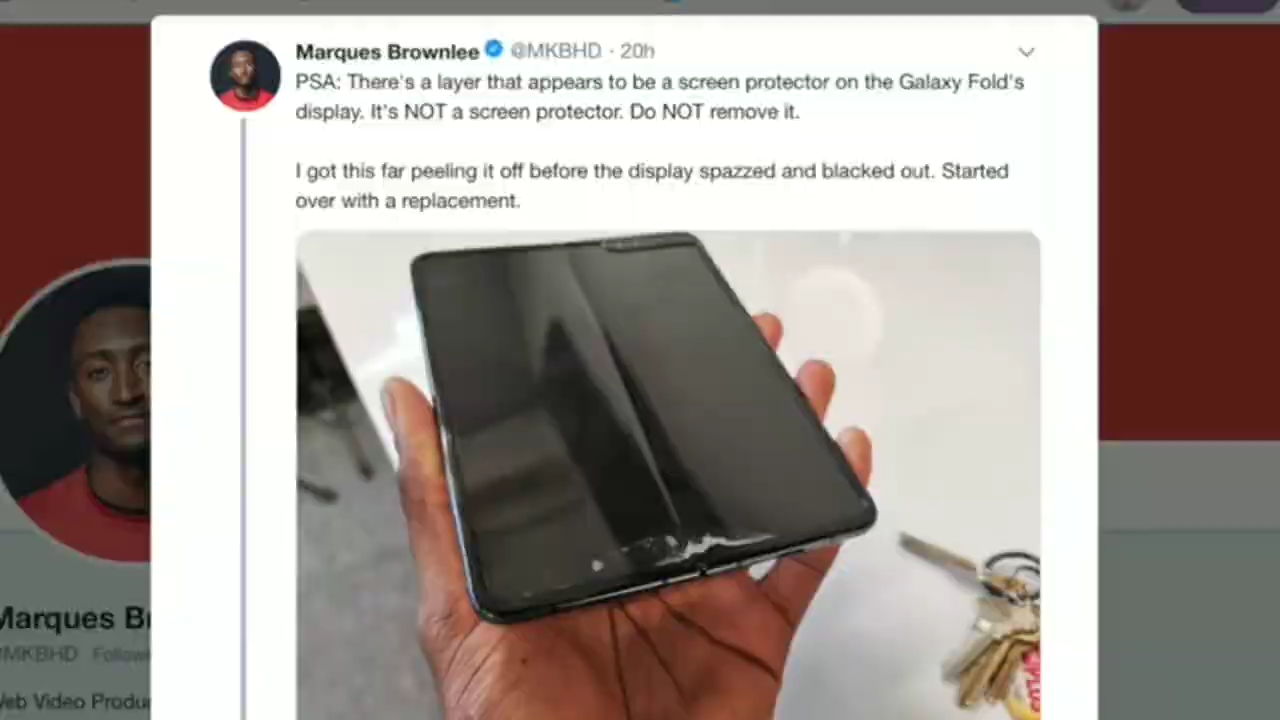 Marques Brownlee @MKBHD · 20h
PSA: There's a layer that appears to be a screen protector on the Galaxy Fold's
display. It's NOT a screen protector. Do NOT remove it.
I got this far peeling it off before the display spazzed and blacked out. Started
over with a replacement.
Marques Br
@MKBHD Follow
Web Video Produ